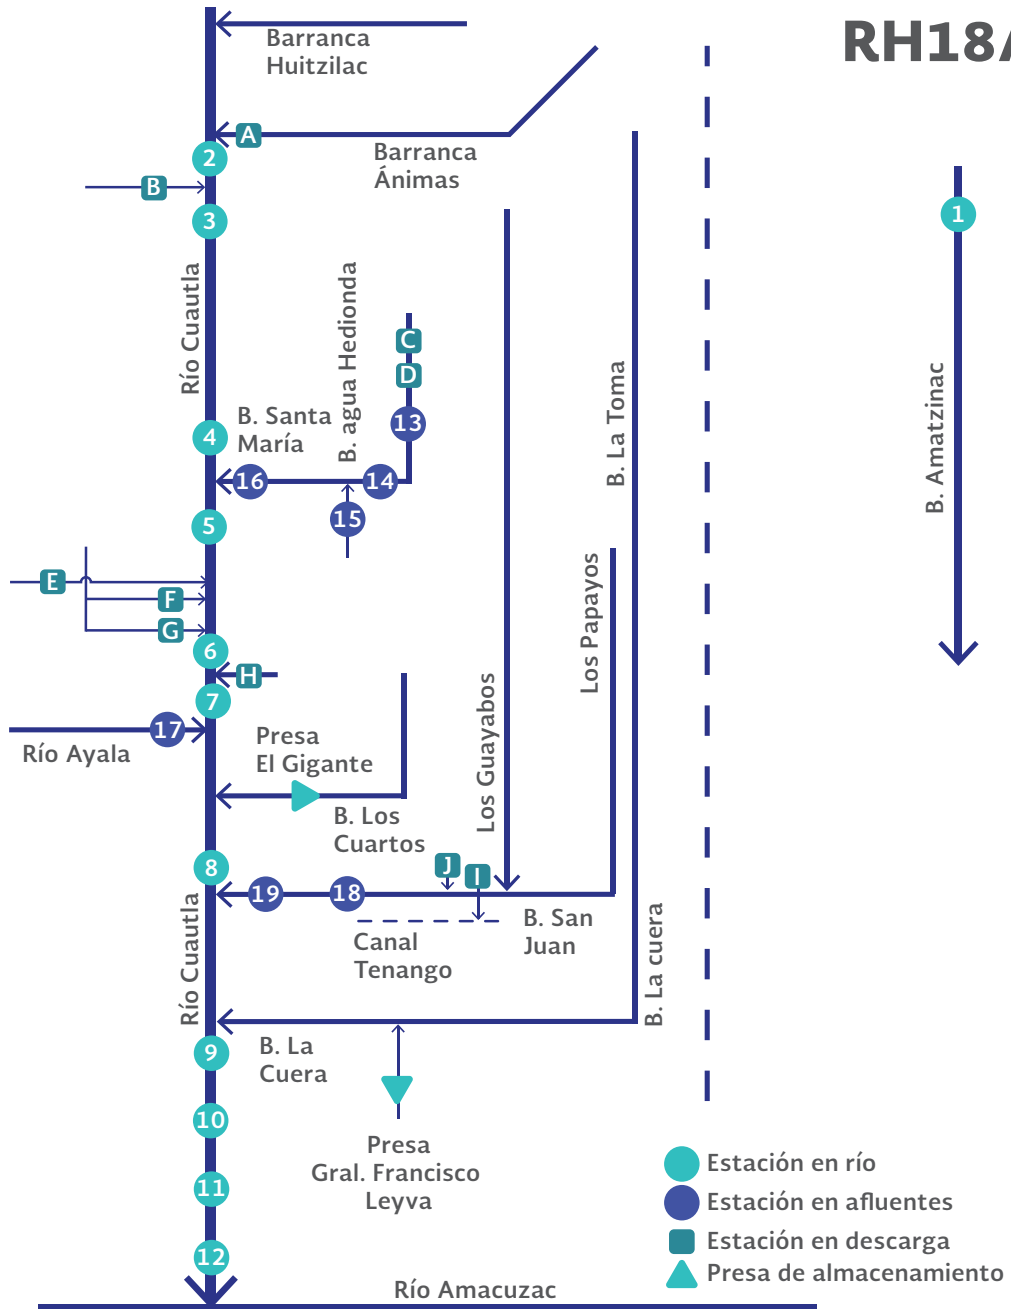 RH18A
Barranca
Huitzilac
A
Barranca
Ánimas
2
B
3
1
Río Cuautla
B. agua Hedionda
C
D
B. La Toma
B. Amatzinac
B. Santa
María
13
4
16
14
15
5
E
F
G
Los Papayos
6
H
7
17
Río Ayala
Presa
El Gigante
Los Guayabos
B. Los
Cuartos
8
J
I
19
18
B. San
Juan
Canal
Tenango
Río Cuautla
B. La cuera
B. La
Cuera
9
10
Presa
Gral. Francisco
Leyva
11
12
Estación en río
Estación en afluentes
Estación en descarga
Presa de almacenamiento
Río Amacuzac